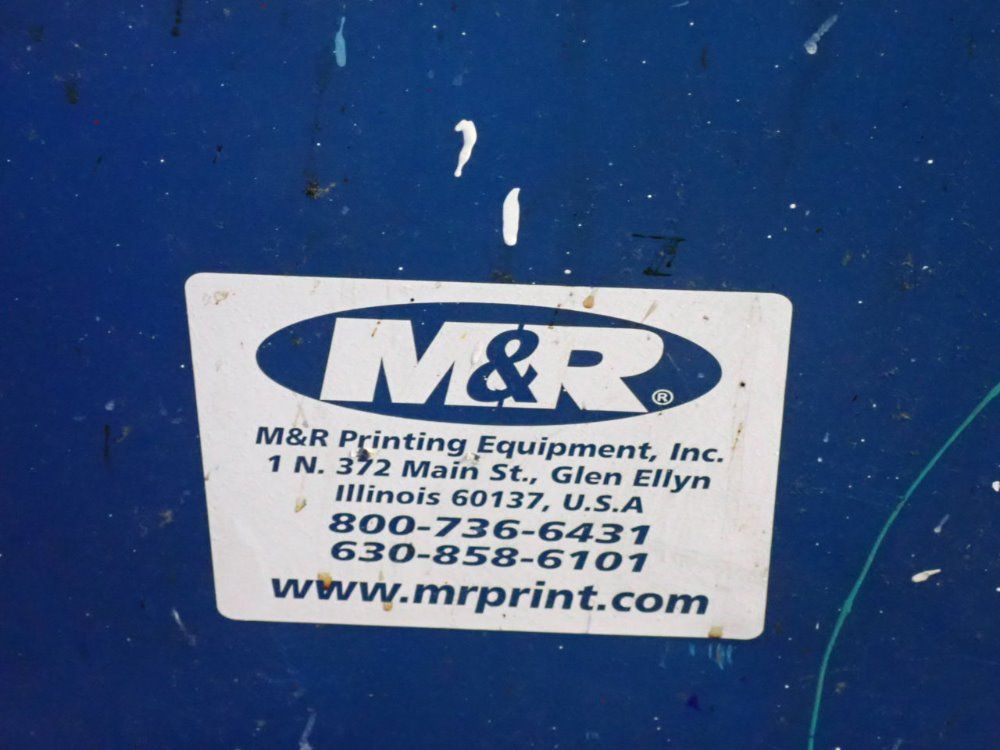 M&R®
M&R Printing Equipment, Inc.
1 N. 372 Main St., Glen Ellyn
Illinois 60137, U.S.A
800-736-6431
630-858-6101
www.mrprint.com